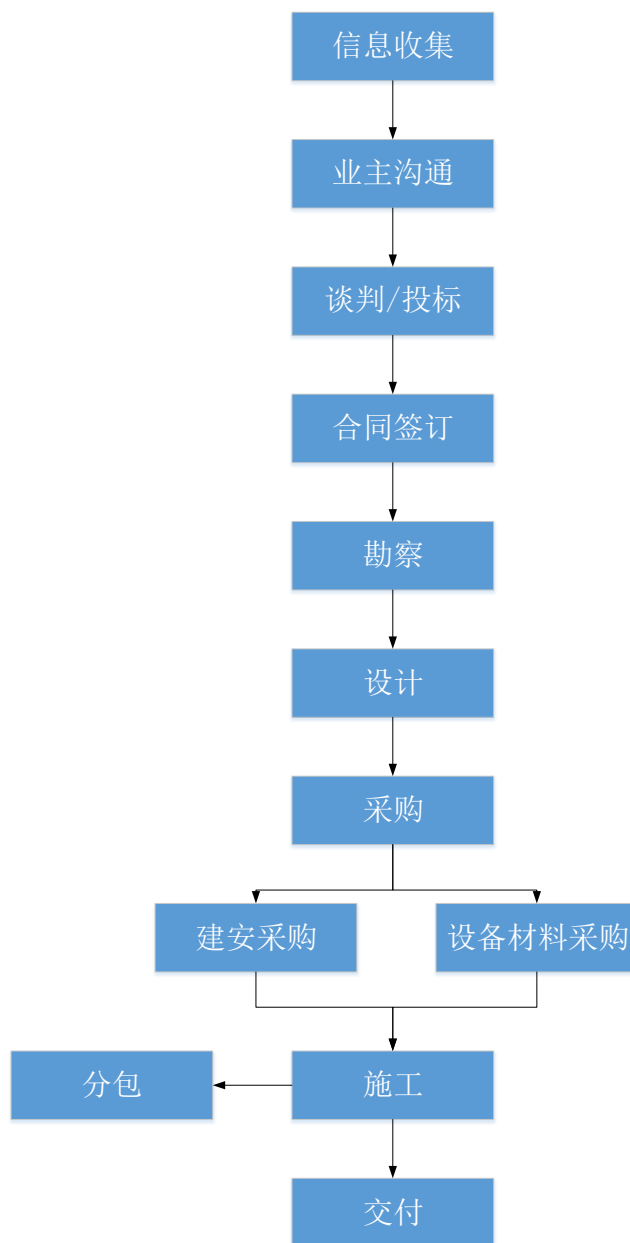 信息收集
业主沟通
谈判/投标
合同签订
勘察
设计
采购
建安采购
设备材料采购
分包
施工
交付